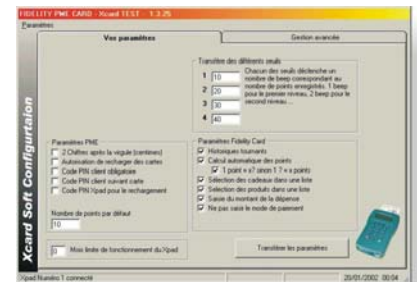 FIDELITY PME CARD - Xcard TEST - 1.3.25
Paramètres
Vos paramètres
Gestion avancée
Transfère des différents seuils
1 10
2 20
3 30
4 40
Chacun des seuils déclenche un
nombre de beep correspondant au
nombre de points enregistrés. 1 beep
pour le premier niveau, 2 beep pour le
second niveau ...
Xcard Soft Configurtaion
Paramètres PME
2 Chiffres après la virgule (centimes)
Autorisation de recharger des cartes
Code PIN client obligatoire
Code PIN client suivant carte
Code PIN Xpad pour le rechargement
Nombre de points par défaut
10
Paramètres Fidelity Card
Historiques tournants
Calcul automatique des points
1 point = x? sinon 1 ? = x points
Sélection des cadeaux dans une liste
Sélection des produits dans une liste
Saisie du montant de la dépense
Ne pas saisir le mode de paiement
0 Mois limite de fonctionnement du Xpad
Transférer les paramètres
Xpad Numéro 1 connecté
20/01/2002 00:04